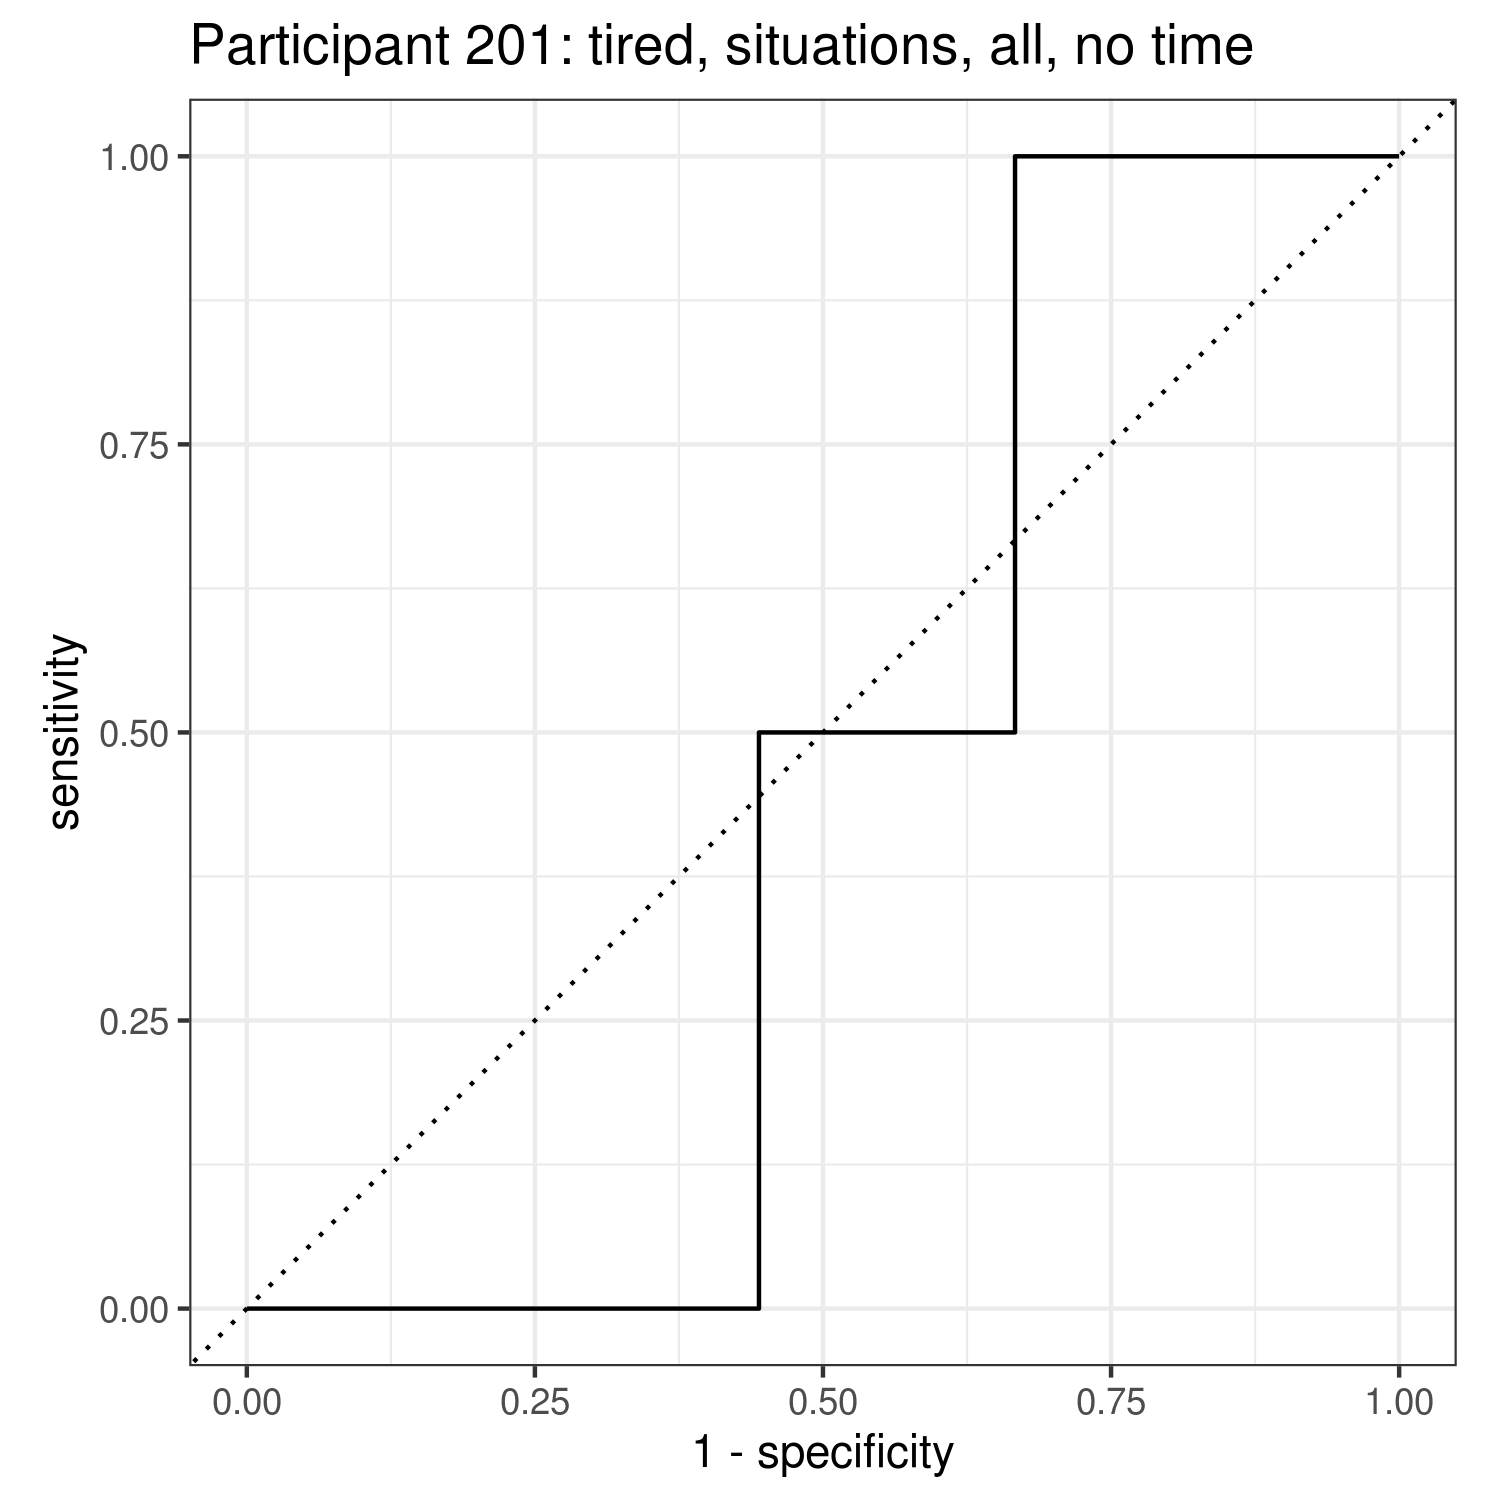 Participant 201: tired, situations, all, no time
1.00
0.75
0.50
0.25
0.00
sensitivity
0.00 0.25 0.50 0.75 1.00
1 - specificity